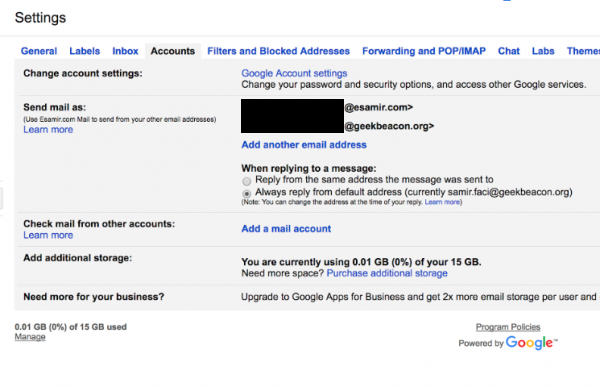 Settings
General Labels Inbox Accounts Filters and Blocked Addresses Forwarding and POP/IMAP Chat Labs Themes
Change account settings: Google Account settings
Change your password and security options, and access other Google services.
Send mail as: @esamir.com>
(Use Esamir.com Mail to send from your other email addresses)
Learn more @geekbeacon.org>
Add another email address
When replying to a message:
Reply from the same address the message was sent to
Always reply from default address (currently samir.faci@geekbeacon.org)
(Note: You can change the address at the time of your reply. Learn more)
Check mail from other accounts: Add a mail account
Learn more
Add additional storage: You are currently using 0.01 GB (0%) of your 15 GB.
Need more space? Purchase additional storage
Need more for your business? Upgrade to Google Apps for Business and get 2x more email storage per user and
0.01 GB (0%) of 15 GB used Program Policies
Manage Powered by Google™